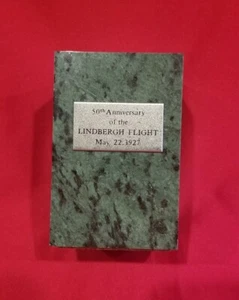 50th Anniversary
of the
LINDBERGH FLIGHT
May. 22. 1927